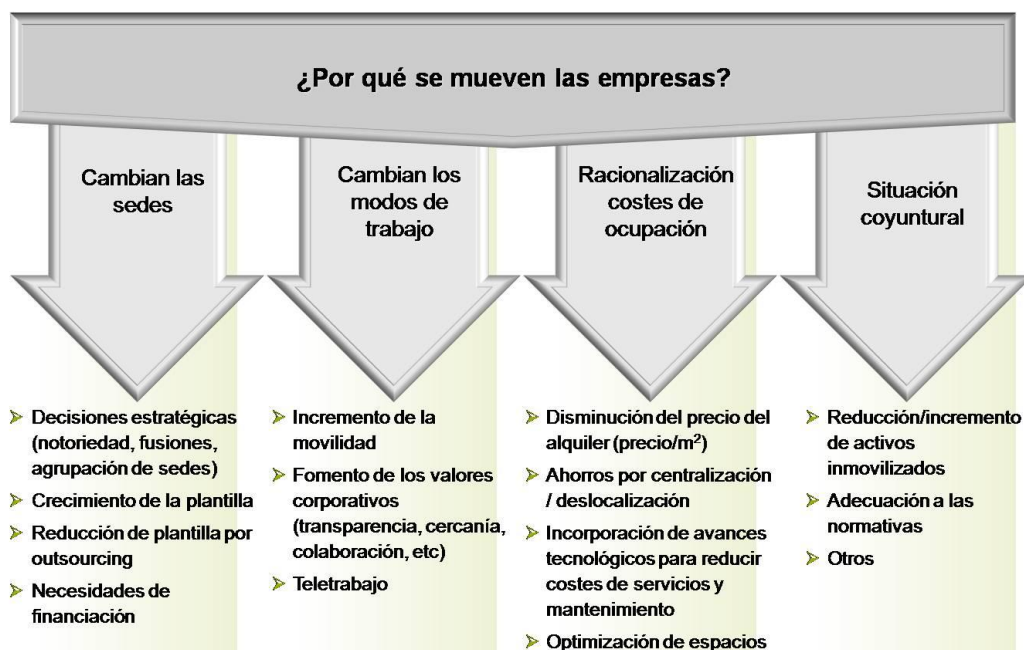 ¿Por qué se mueven las empresas?
Cambian las
sedes
Cambian los
modos de
trabajo
Racionalización
costes de
ocupación
Situación
coyuntural
Decisiones estratégicas
(notoriedad, fusiones,
agrupación de sedes)
Crecimiento de la plantilla
Reducción de plantilla por
outsourcing
Necesidades de
financiación
Incremento de la
movilidad
Fomento de los valores
corporativos
(transparencia, cercanía,
colaboración, etc)
Teletrabajo
Disminución del precio del
alquiler (precio/m²)
Ahorros por centralización
/ deslocalización
Incorporación de avances
tecnológicos para reducir
costes de servicios y
mantenimiento
Optimización de espacios
Reducción/incremento
de activos
inmovilizados
Adecuación a las
normativas
Otros